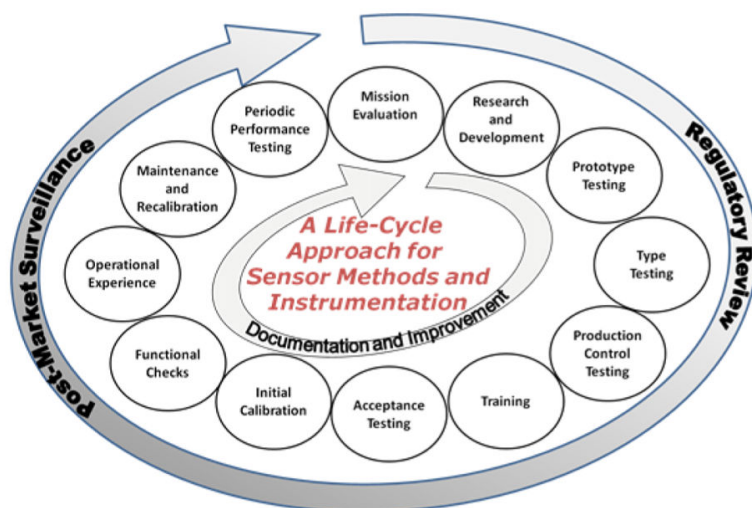 Mission
Evaluation
Research
and
Development
Prototype
Testing
Type
Testing
Production
Control
Testing
Training
Acceptance
Testing
Initial
Calibration
Functional
Checks
Operational
Experience
Maintenance
and
Recalibration
Periodic
Performance
Testing
Regulatory Review
Post-Market Surveillance
A Life-Cycle
Approach for
Sensor Methods and
Instrumentation
Documentation and Improvement